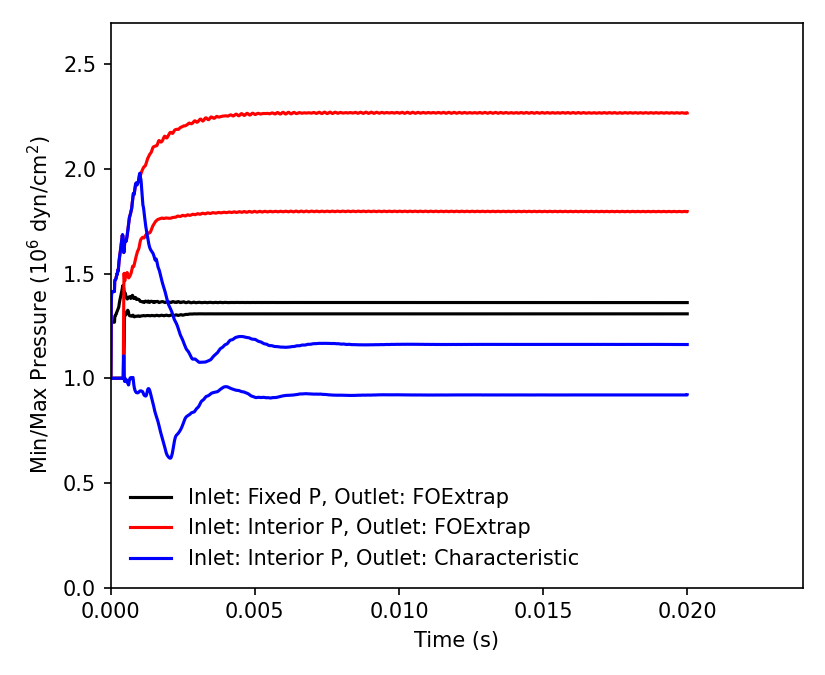 Min/Max Pressure (10⁶ dyn/cm²)
2.5
2.0
1.5
1.0
0.5
0.0
Inlet: Fixed P, Outlet: FOExtrap
Inlet: Interior P, Outlet: FOExtrap
Inlet: Interior P, Outlet: Characteristic
0.000 0.005 0.010 0.015 0.020
Time (s)